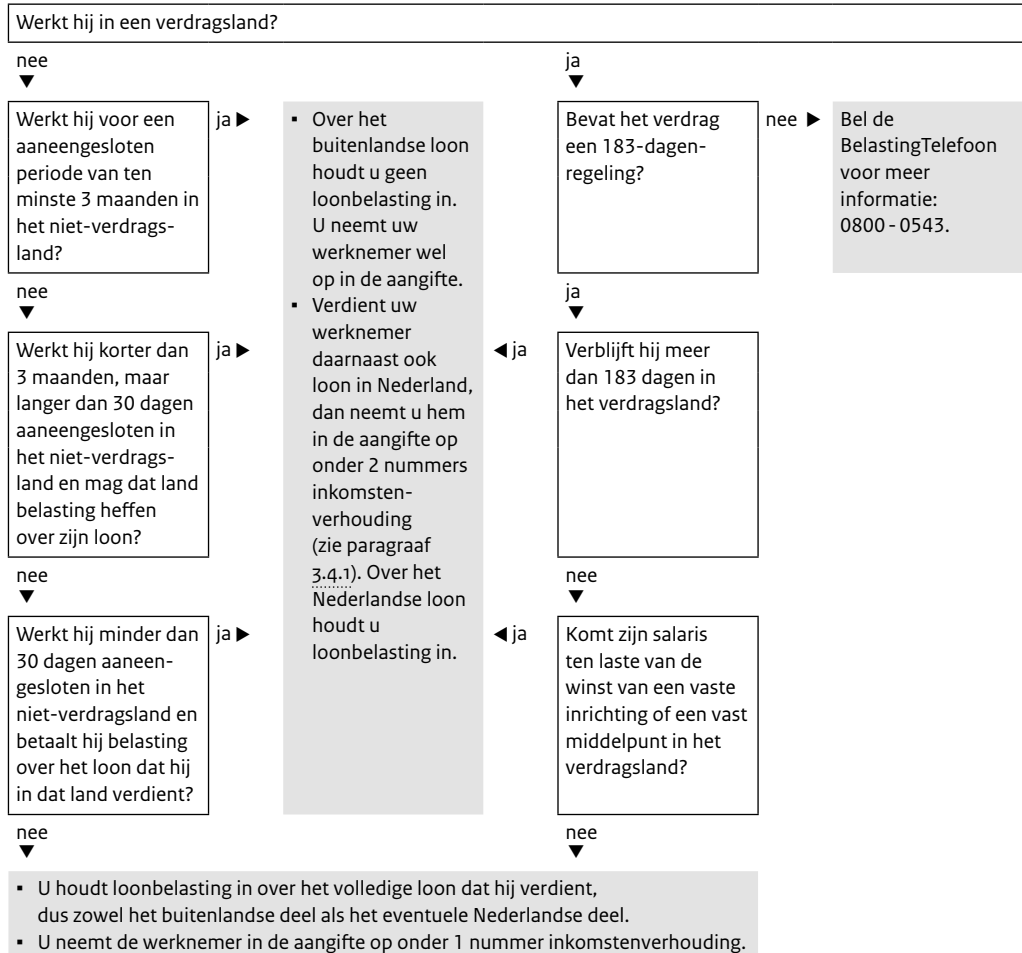 Werkt hij in een verdragsland?
nee
▼
Werkt hij voor een
aaneengesloten
periode van ten
minste 3 maanden in
het niet-verdrags-
land?
ja ▶
nee
▼
Werkt hij korter dan
3 maanden, maar
langer dan 30 dagen
aaneengesloten in
het niet-verdrags-
land en mag dat land
belasting heffen
over zijn loon?
ja ▶
nee
▼
Werkt hij minder dan
30 dagen aaneen-
gesloten in het
niet-verdragsland en
betaalt hij belasting
over het loon dat hij
in dat land verdient?
ja ▶
nee
▼
▪ Over het
buitenlandse loon
houdt u geen
loonbelasting in.
U neemt uw
werknemer wel
op in de aangifte.
▪ Verdient uw
werknemer
daarnaast ook
loon in Nederland,
dan neemt u hem
in de aangifte op
onder 2 nummers
inkomsten-
verhouding
(zie paragraaf
3.4.1). Over het
Nederlandse loon
houdt u
loonbelasting in.
ja
▼
Bevat het verdrag
een 183-dagen-
regeling?
nee ▶
Bel de
BelastingTelefoon
voor meer
informatie:
0800 - 0543.
ja
▼
◀ ja
Verblijft hij meer
dan 183 dagen in
het verdragsland?
nee
▼
◀ ja
Komt zijn salaris
ten laste van de
winst van een vaste
inrichting of een vast
middelpunt in het
verdragsland?
nee
▼
▪ U houdt loonbelasting in over het volledige loon dat hij verdient,
dus zowel het buitenlandse deel als het eventuele Nederlandse deel.
▪ U neemt de werknemer in de aangifte op onder 1 nummer inkomstenverhouding.